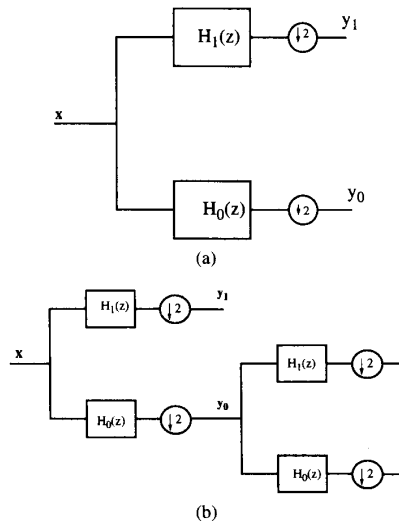 H₁(z) ↓2 y₁
x
H₀(z) ↓2 y₀
(a)
H₁(z) ↓2 y₁
x H₁(z) ↓2
H₀(z) ↓2 y₀
H₀(z) ↓2
(b)